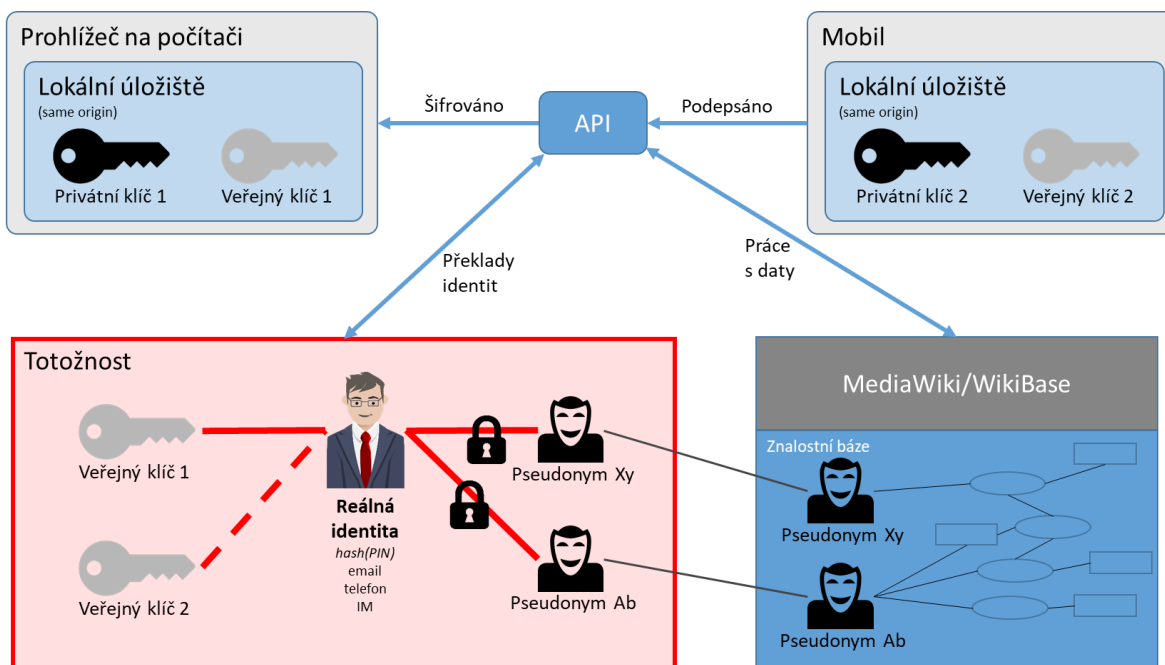 Prohlížeč na počítači
Lokální úložiště
(same origin)
Privátní klíč 1
Veřejný klíč 1
Šifrováno
API
Podepsáno
Mobil
Lokální úložiště
(same origin)
Privátní klíč 2
Veřejný klíč 2
Překlady
identit
Práce
s daty
Totožnost
Veřejný klíč 1
Veřejný klíč 2
Reálná
identita
hash(PIN)
email
telefon
IM
Pseudonym Xy
Pseudonym Ab
MediaWiki/WikiBase
Znalostní báze
Pseudonym Xy
Pseudonym Ab